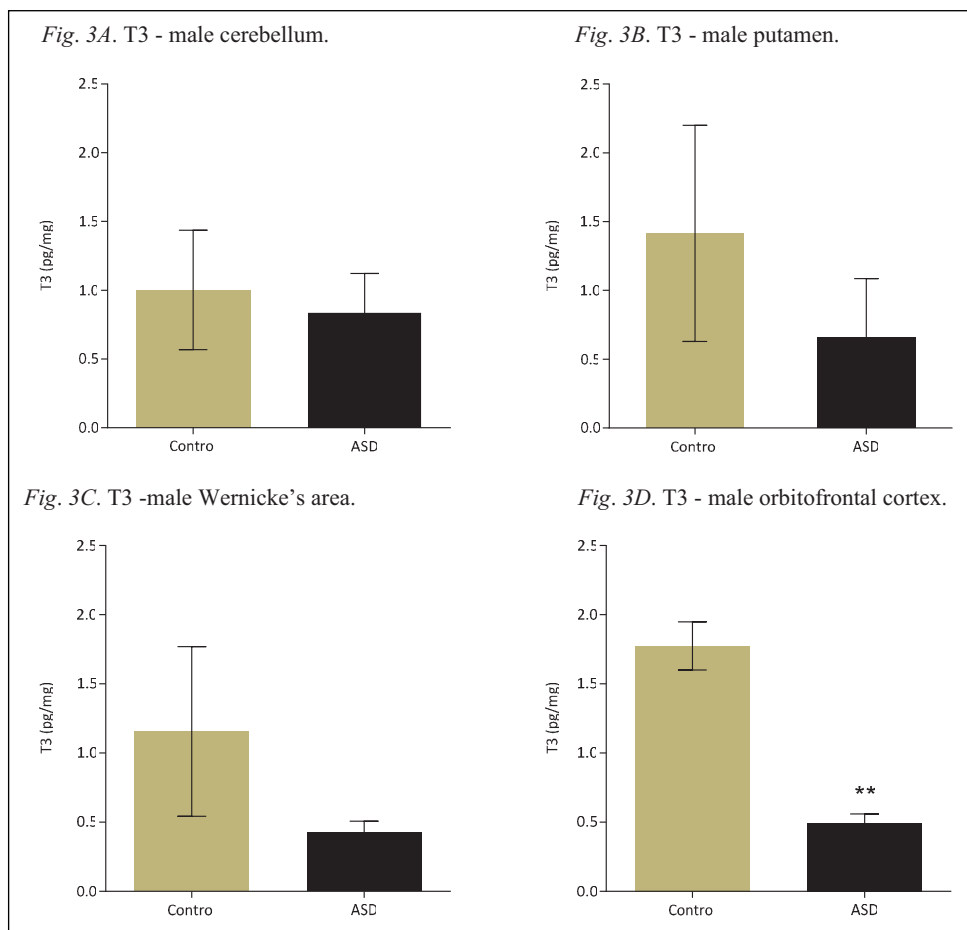 Fig. 3A. T3 - male cerebellum.
2.5
2.0
1.5
1.0
0.5
0.0
T3 (pg/mg)
Contro
ASD
Fig. 3B. T3 - male putamen.
2.5
2.0
1.5
1.0
0.5
0.0
T3 (pg/mg)
Contro
ASD
Fig. 3C. T3 -male Wernicke's area.
2.5
2.0
1.5
1.0
0.5
0.0
T3 (pg/mg)
Contro
ASD
Fig. 3D. T3 - male orbitofrontal cortex.
2.5
2.0
1.5
1.0
0.5
0.0
T3 (pg/mg)
**
Contro
ASD